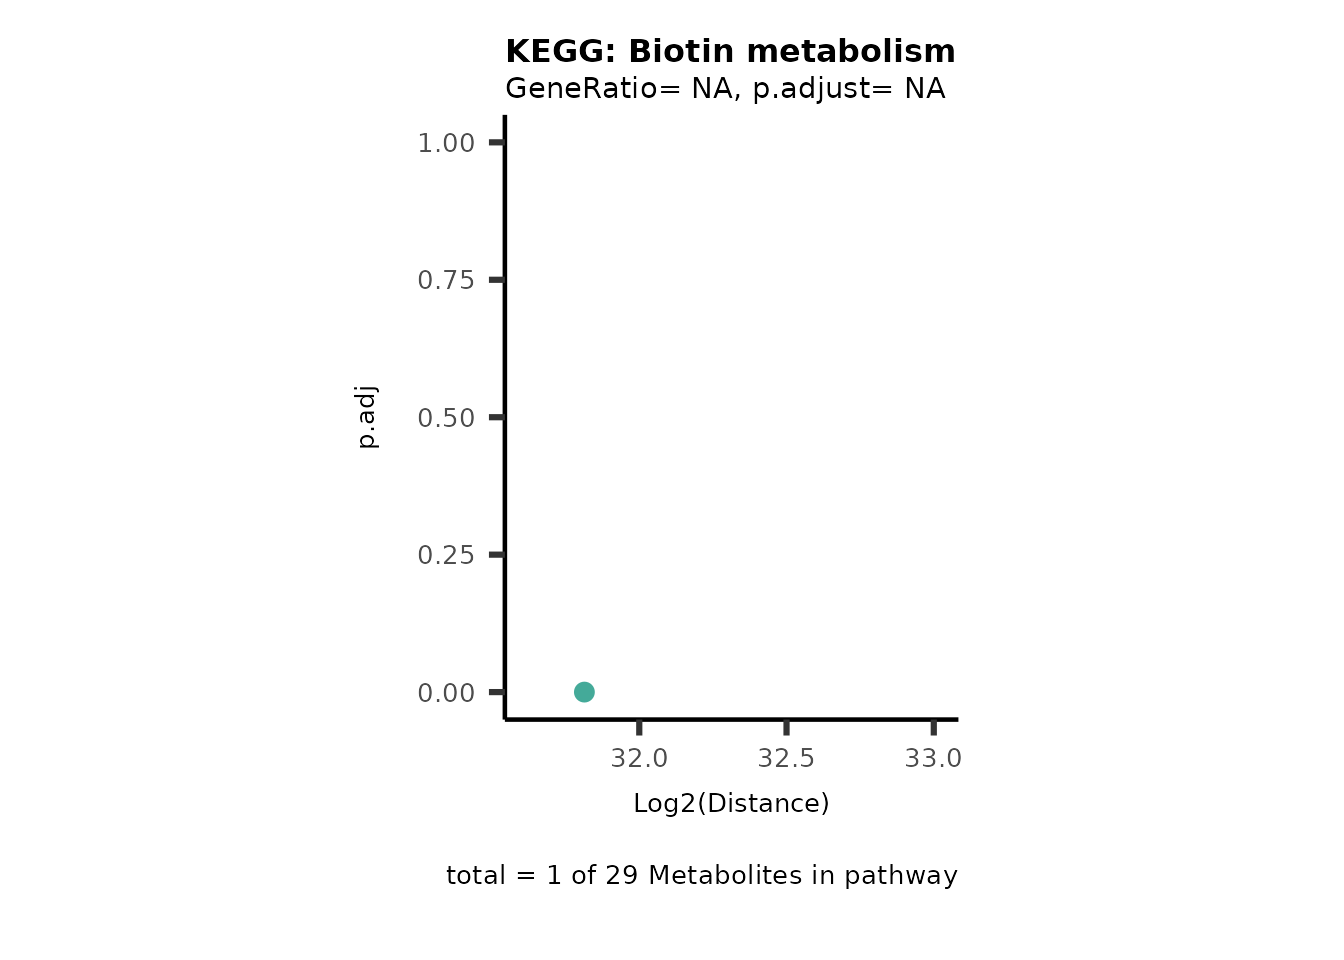 KEGG: Biotin metabolism
GeneRatio= NA, p.adjust= NA
1.00
0.75
0.50
0.25
0.00
p.adj
32.0 32.5 33.0
Log2(Distance)
total = 1 of 29 Metabolites in pathway